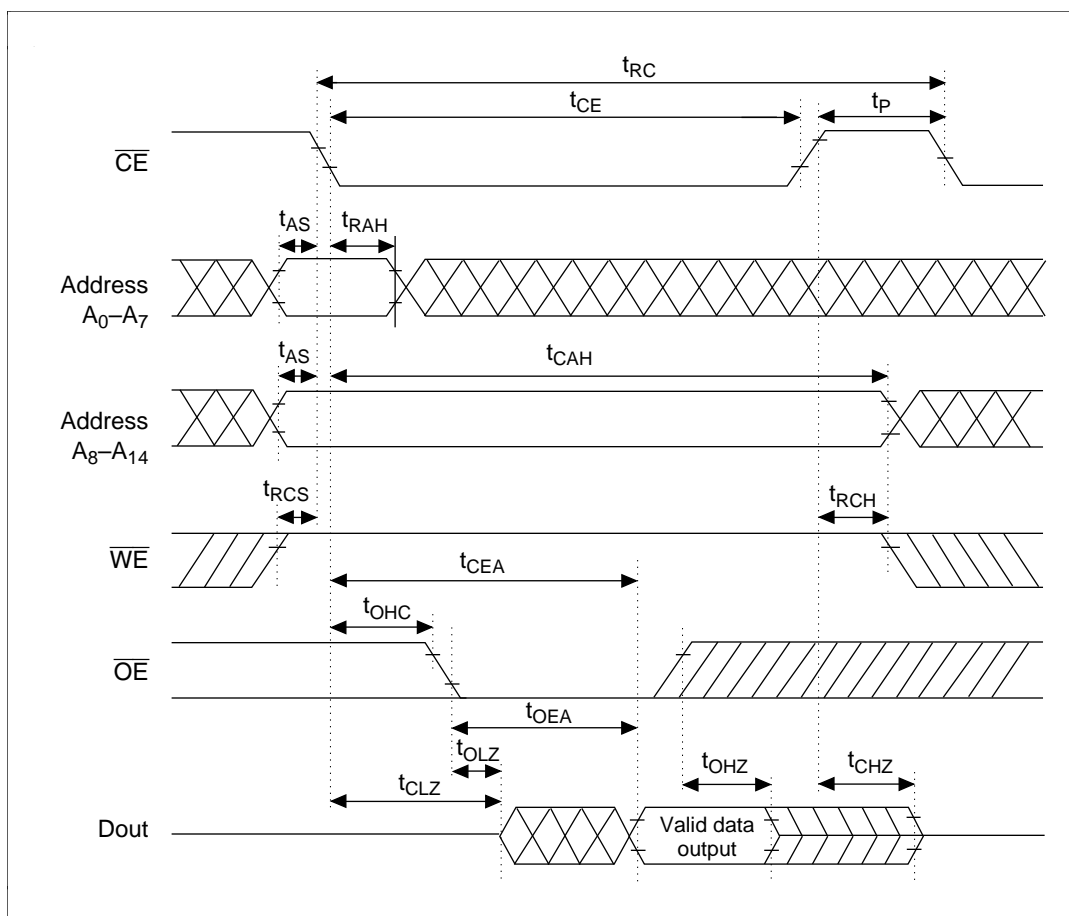 tRC
tCE
tP
CE
tAS
tRAH
Address
A0–A7
tAS
tCAH
Address
A8–A14
tRCS
tRCH
WE
tCEA
tOHC
OE
tOEA
tOLZ
tOHZ
tCHZ
tCLZ
Dout
Valid data
output